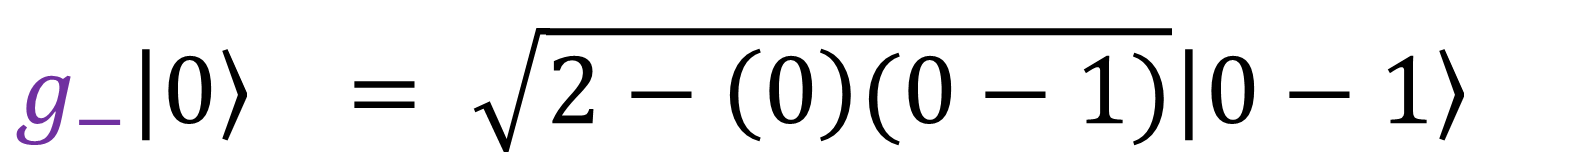 g₋|0⟩ = √2 − (0)(0 − 1)|0 − 1⟩